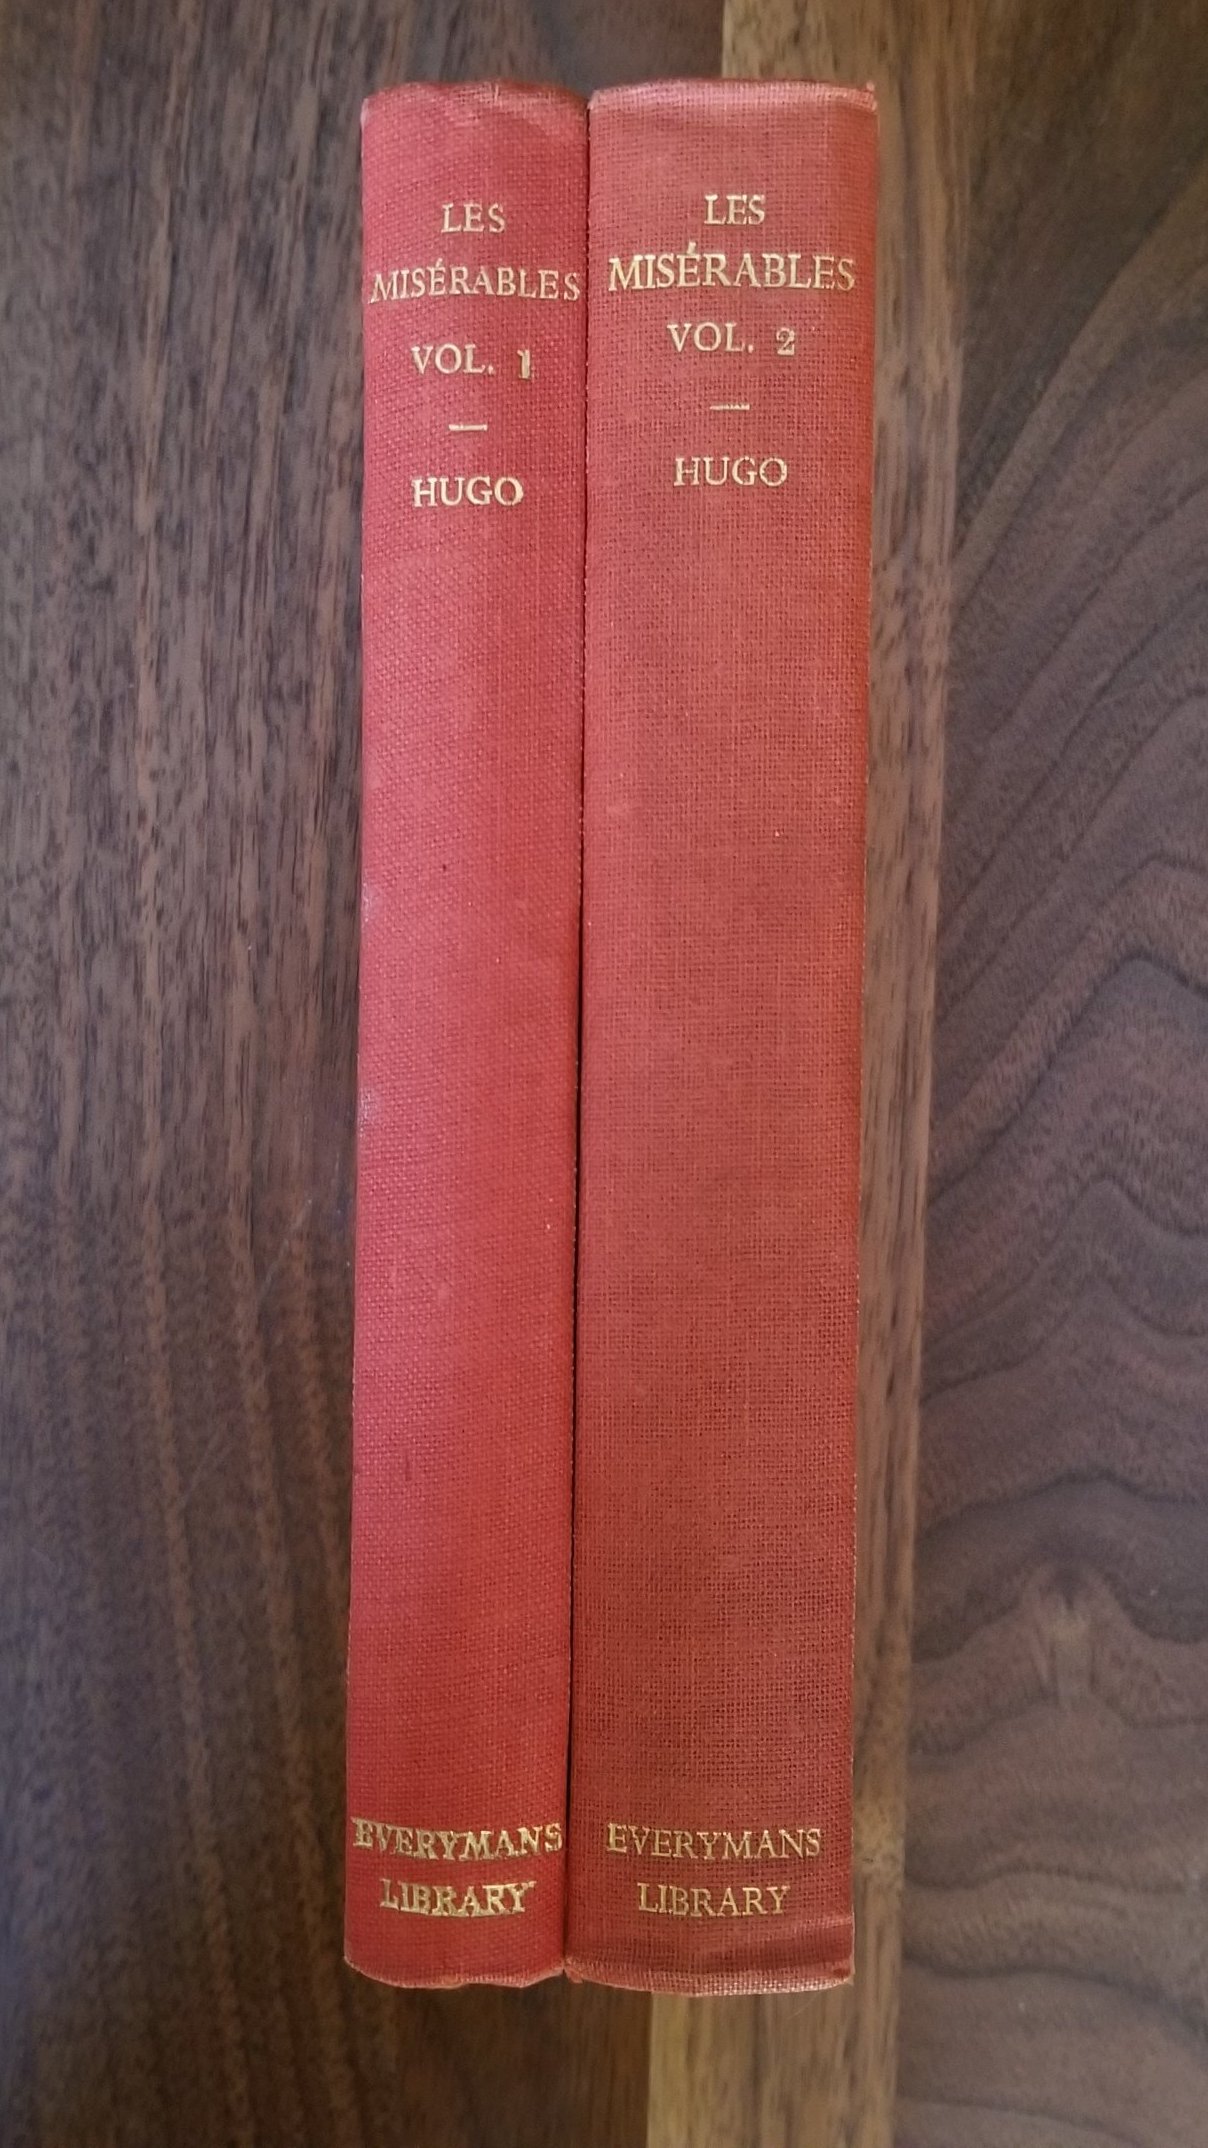 LES
MISÉRABLES
VOL. 1
HUGO
EVERYMANS
LIBRARY
LES
MISÉRABLES
VOL. 2
HUGO
EVERYMANS
LIBRARY